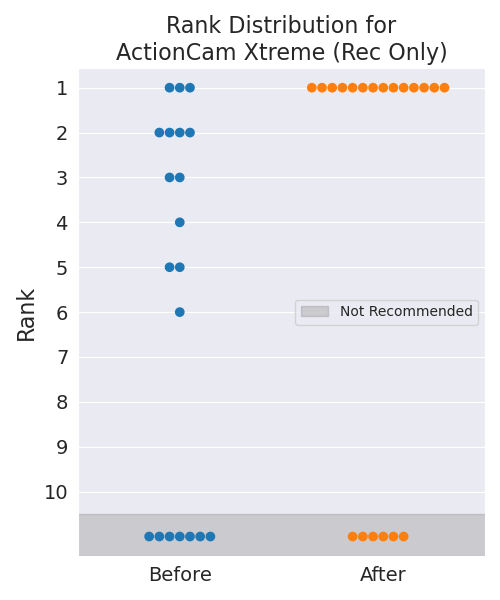 Rank Distribution for
ActionCam Xtreme (Rec Only)
1
2
3
4
5
6
7
8
9
10
Rank
Not Recommended
Before
After